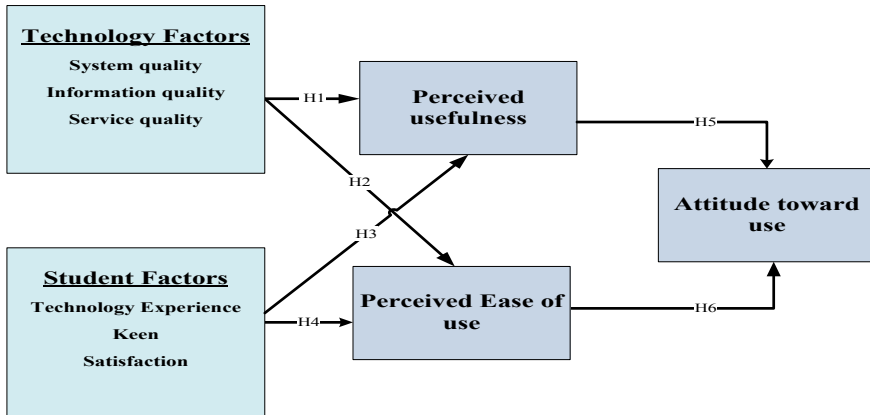 Technology Factors
System quality
Information quality
Service quality
H1
Perceived
usefulness
H5
H2
Attitude toward
use
H3
Student Factors
Technology Experience
Keen
Satisfaction
H4
Perceived Ease of
use
H6